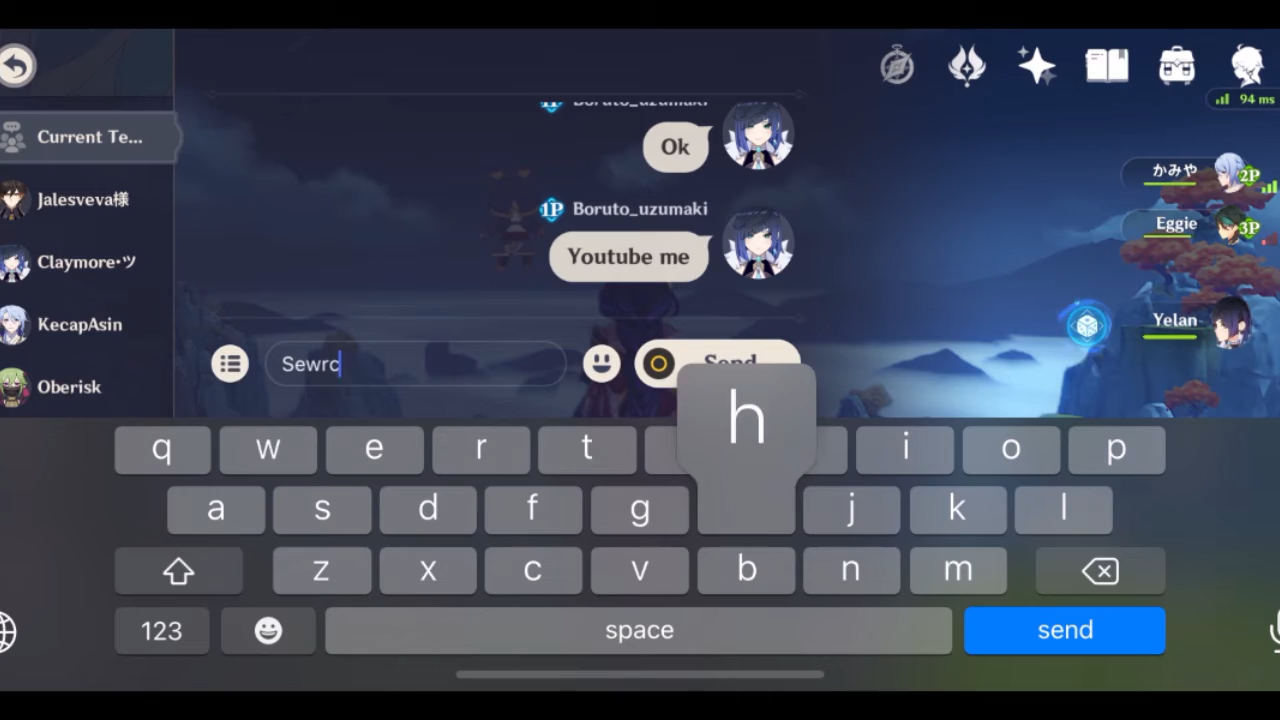 Current Te...
Jalesveva様
Claymore•ツ
KecapAsin
Oberisk
1P Boruto_uzumaki
Ok
1P Boruto_uzumaki
Youtube me
Sewrc
Send
94 ms
かみや
2P
Eggie
3P
Yelan
h
q w e r t i o p
a s d f g j k l
z x c v b n m
123
space
send